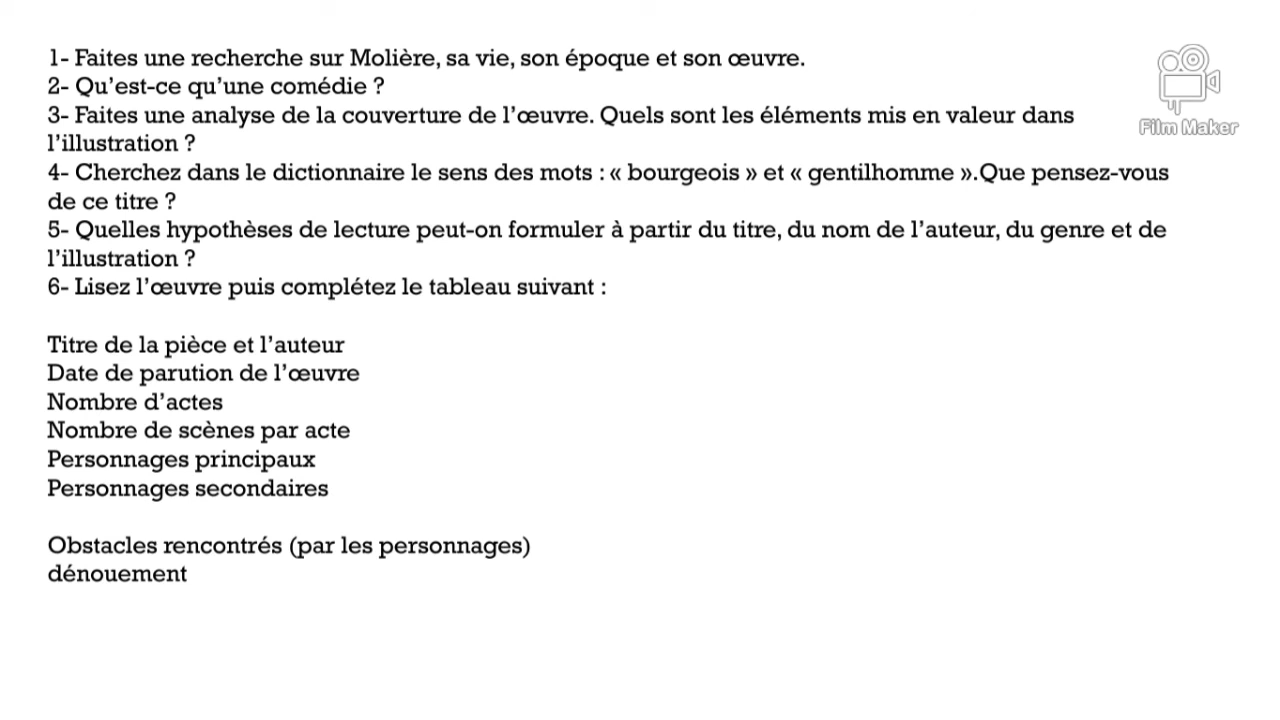 1- Faites une recherche sur Molière, sa vie, son époque et son œuvre.
2- Qu’est-ce qu’une comédie ?
3- Faites une analyse de la couverture de l’œuvre. Quels sont les éléments mis en valeur dans
l’illustration ?
4- Cherchez dans le dictionnaire le sens des mots : « bourgeois » et « gentilhomme ».Que pensez-vous
de ce titre ?
5- Quelles hypothèses de lecture peut-on formuler à partir du titre, du nom de l’auteur, du genre et de
l’illustration ?
6- Lisez l’œuvre puis complétez le tableau suivant :
Titre de la pièce et l’auteur
Date de parution de l’œuvre
Nombre d’actes
Nombre de scènes par acte
Personnages principaux
Personnages secondaires
Obstacles rencontrés (par les personnages)
dénouement
Film Maker